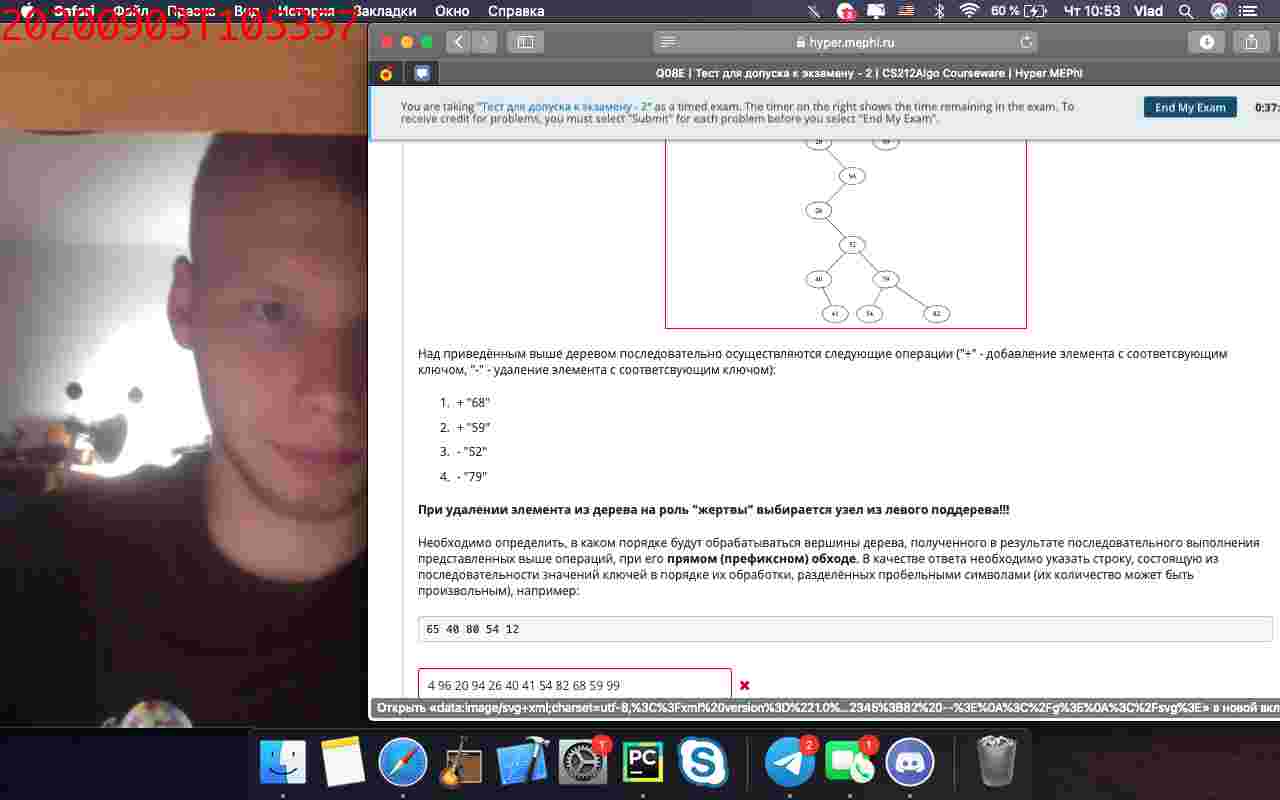 Safari Файл Правка Вид История Закладки Окно Справка
60 % Чт 10:53 Vlad
20200903T105357
hyper.mephi.ru
Q08E | Тест для допуска к экзамену - 2 | CS212Algo Courseware | Hyper.MEPhI
You are taking "Тест для допуска к экзамену - 2" as a timed exam. The timer on the right shows the time remaining in the exam. To
receive credit for problems, you must select "Submit" for each problem before you select "End My Exam".
End My Exam
0:37:
20
94
26
52
40
41
82
Над приведённым выше деревом последовательно осуществляются следующие операции ("+" - добавление элемента с соответсвующим
ключом, "-" - удаление элемента с соответсвующим ключом):
1. + "68"
2. + "59"
3. - "52"
4. - "79"
При удалении элемента из дерева на роль "жертвы" выбирается узел из левого поддерева!!!
Необходимо определить, в каком порядке будут обрабатываться вершины дерева, полученного в результате последовательного выполнения
представленных выше операций, при его прямом (префиксном) обходе. В качестве ответа необходимо указать строку, состоящую из
последовательности значений ключей в порядке их обработки, разделённых пробельными символами (их количество может быть
произвольным), например:
65 40 80 54 12
4 96 20 94 26 40 41 54 82 68 59 99
Открыть «data:image/svg+xml;charset=utf-8,%3C%3Fxml%20version%3D%221.0%...2345%3B82%20--%3E%0A%3C%2Fg%3E%0A%3C%2Fsvg%3E» в новой вкл
1
PC
2
1